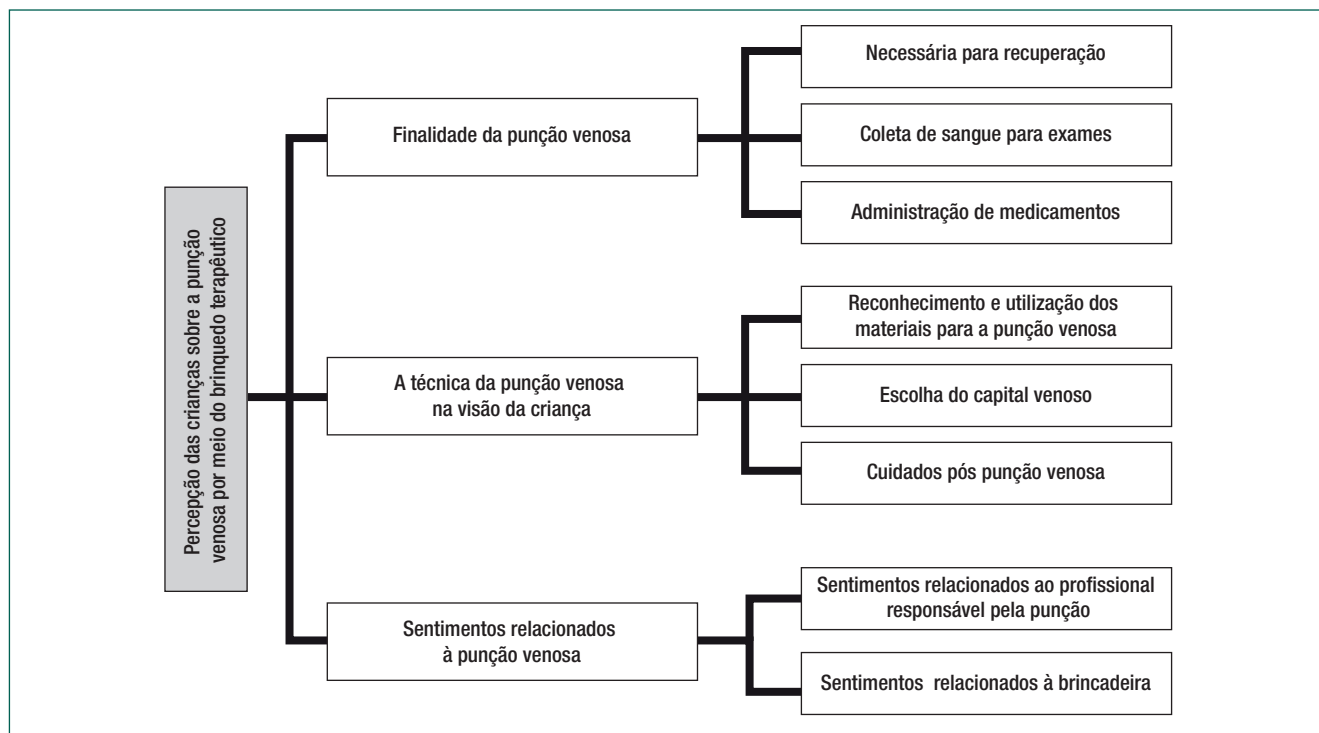 Percepção das crianças sobre a punção
venosa por meio do brinquedo terapêutico
Finalidade da punção venosa
Necessária para recuperação
Coleta de sangue para exames
Administração de medicamentos
A técnica da punção venosa
na visão da criança
Reconhecimento e utilização dos
materiais para a punção venosa
Escolha do capital venoso
Cuidados pós punção venosa
Sentimentos relacionados
à punção venosa
Sentimentos relacionados ao profissional
responsável pela punção
Sentimentos relacionados à brincadeira